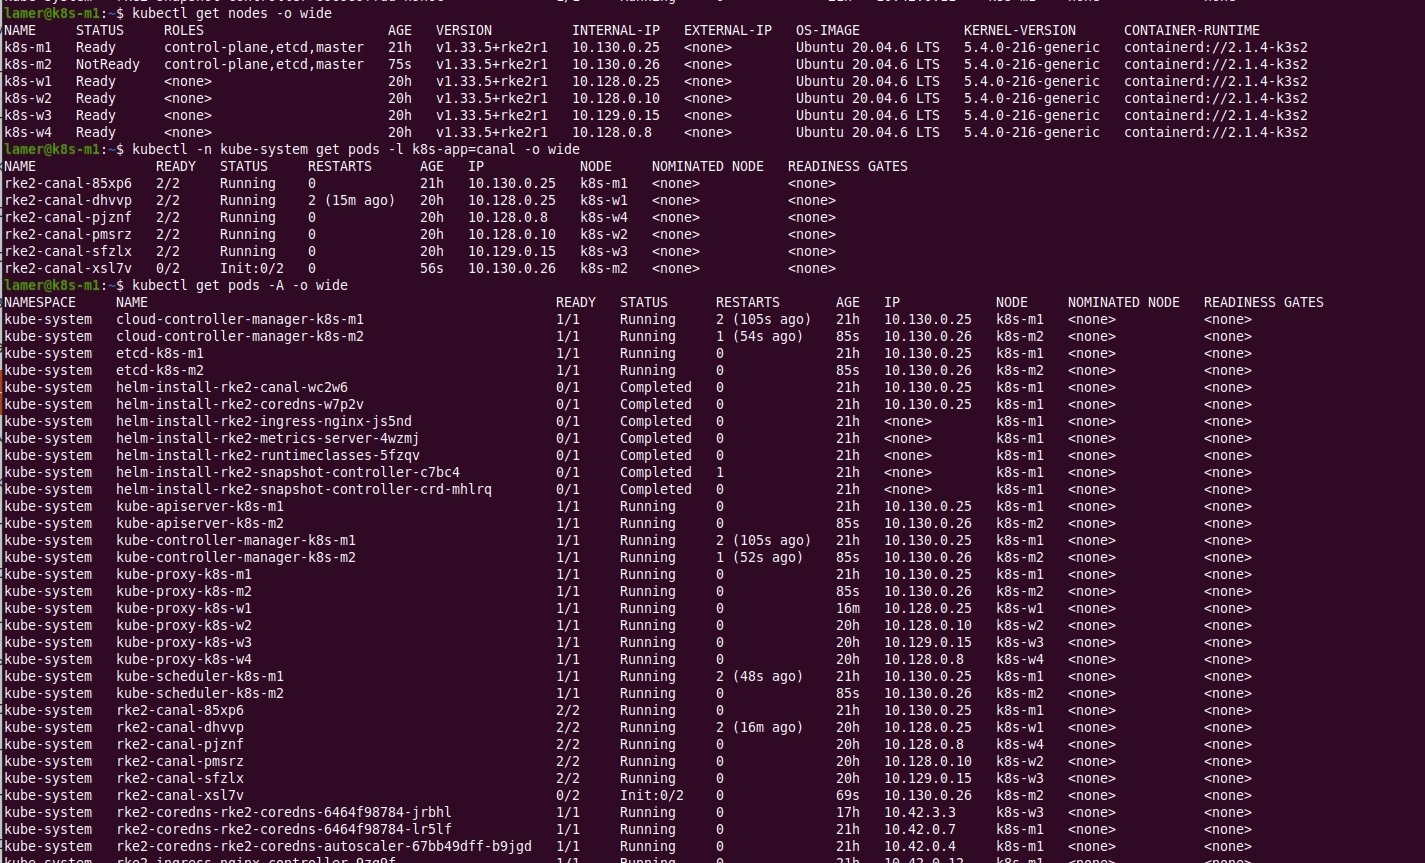 lamer@k8s-m1:~$ kubectl get nodes -o wide
NAME     STATUS     ROLES                       AGE   VERSION          INTERNAL-IP   EXTERNAL-IP   OS-IMAGE             KERNEL-VERSION      CONTAINER-RUNTIME
k8s-m1   Ready      control-plane,etcd,master   21h   v1.33.5+rke2r1   10.130.0.25   <none>        Ubuntu 20.04.6 LTS   5.4.0-216-generic   containerd://2.1.4-k3s2
k8s-m2   NotReady   control-plane,etcd,master   75s   v1.33.5+rke2r1   10.130.0.26   <none>        Ubuntu 20.04.6 LTS   5.4.0-216-generic   containerd://2.1.4-k3s2
k8s-w1   Ready      <none>                      20h   v1.33.5+rke2r1   10.128.0.25   <none>        Ubuntu 20.04.6 LTS   5.4.0-216-generic   containerd://2.1.4-k3s2
k8s-w2   Ready      <none>                      20h   v1.33.5+rke2r1   10.128.0.10   <none>        Ubuntu 20.04.6 LTS   5.4.0-216-generic   containerd://2.1.4-k3s2
k8s-w3   Ready      <none>                      20h   v1.33.5+rke2r1   10.129.0.15   <none>        Ubuntu 20.04.6 LTS   5.4.0-216-generic   containerd://2.1.4-k3s2
k8s-w4   Ready      <none>                      20h   v1.33.5+rke2r1   10.128.0.8    <none>        Ubuntu 20.04.6 LTS   5.4.0-216-generic   containerd://2.1.4-k3s2
lamer@k8s-m1:~$ kubectl -n kube-system get pods -l k8s-app=canal -o wide
NAME               READY   STATUS     RESTARTS      AGE   IP            NODE     NOMINATED NODE   READINESS GATES
rke2-canal-85xp6   2/2     Running    0             21h   10.130.0.25   k8s-m1   <none>           <none>
rke2-canal-dhvvp   2/2     Running    2 (15m ago)   20h   10.128.0.25   k8s-w1   <none>           <none>
rke2-canal-pjznf   2/2     Running    0             20h   10.128.0.8    k8s-w4   <none>           <none>
rke2-canal-pmsrz   2/2     Running    0             20h   10.128.0.10   k8s-w2   <none>           <none>
rke2-canal-sfzlx   2/2     Running    0             20h   10.129.0.15   k8s-w3   <none>           <none>
rke2-canal-xsl7v   0/2     Init:0/2   0             56s   10.130.0.26   k8s-m2   <none>           <none>
lamer@k8s-m1:~$ kubectl get pods -A -o wide
NAMESPACE     NAME                                                   READY   STATUS      RESTARTS       AGE   IP            NODE     NOMINATED NODE   READINESS GATES
kube-system   cloud-controller-manager-k8s-m1                        1/1     Running     2 (105s ago)   21h   10.130.0.25   k8s-m1   <none>           <none>
kube-system   cloud-controller-manager-k8s-m2                        1/1     Running     1 (54s ago)    85s   10.130.0.26   k8s-m2   <none>           <none>
kube-system   etcd-k8s-m1                                            1/1     Running     0              21h   10.130.0.25   k8s-m1   <none>           <none>
kube-system   etcd-k8s-m2                                            1/1     Running     0              85s   10.130.0.26   k8s-m2   <none>           <none>
kube-system   helm-install-rke2-canal-wc2w6                          0/1     Completed   0              21h   10.130.0.25   k8s-m1   <none>           <none>
kube-system   helm-install-rke2-coredns-w7p2v                        0/1     Completed   0              21h   10.130.0.25   k8s-m1   <none>           <none>
kube-system   helm-install-rke2-ingress-nginx-js5nd                  0/1     Completed   0              21h   <none>        k8s-m1   <none>           <none>
kube-system   helm-install-rke2-metrics-server-4wzmj                 0/1     Completed   0              21h   <none>        k8s-m1   <none>           <none>
kube-system   helm-install-rke2-runtimeclasses-5fzqv                 0/1     Completed   0              21h   <none>        k8s-m1   <none>           <none>
kube-system   helm-install-rke2-snapshot-controller-c7bc4            0/1     Completed   1              21h   <none>        k8s-m1   <none>           <none>
kube-system   helm-install-rke2-snapshot-controller-crd-mhlrq        0/1     Completed   0              21h   <none>        k8s-m1   <none>           <none>
kube-system   kube-apiserver-k8s-m1                                  1/1     Running     0              21h   10.130.0.25   k8s-m1   <none>           <none>
kube-system   kube-apiserver-k8s-m2                                  1/1     Running     0              85s   10.130.0.26   k8s-m2   <none>           <none>
kube-system   kube-controller-manager-k8s-m1                         1/1     Running     2 (105s ago)   21h   10.130.0.25   k8s-m1   <none>           <none>
kube-system   kube-controller-manager-k8s-m2                         1/1     Running     1 (52s ago)    85s   10.130.0.26   k8s-m2   <none>           <none>
kube-system   kube-proxy-k8s-m1                                      1/1     Running     0              21h   10.130.0.25   k8s-m1   <none>           <none>
kube-system   kube-proxy-k8s-m2                                      1/1     Running     0              85s   10.130.0.26   k8s-m2   <none>           <none>
kube-system   kube-proxy-k8s-w1                                      1/1     Running     0              16m   10.128.0.25   k8s-w1   <none>           <none>
kube-system   kube-proxy-k8s-w2                                      1/1     Running     0              20h   10.128.0.10   k8s-w2   <none>           <none>
kube-system   kube-proxy-k8s-w3                                      1/1     Running     0              20h   10.129.0.15   k8s-w3   <none>           <none>
kube-system   kube-proxy-k8s-w4                                      1/1     Running     0              20h   10.128.0.8    k8s-w4   <none>           <none>
kube-system   kube-scheduler-k8s-m1                                  1/1     Running     2 (48s ago)    21h   10.130.0.25   k8s-m1   <none>           <none>
kube-system   kube-scheduler-k8s-m2                                  1/1     Running     0              85s   10.130.0.26   k8s-m2   <none>           <none>
kube-system   rke2-canal-85xp6                                       2/2     Running     0              21h   10.130.0.25   k8s-m1   <none>           <none>
kube-system   rke2-canal-dhvvp                                       2/2     Running     2 (16m ago)    20h   10.128.0.25   k8s-w1   <none>           <none>
kube-system   rke2-canal-pjznf                                       2/2     Running     0              20h   10.128.0.8    k8s-w4   <none>           <none>
kube-system   rke2-canal-pmsrz                                       2/2     Running     0              20h   10.128.0.10   k8s-w2   <none>           <none>
kube-system   rke2-canal-sfzlx                                       2/2     Running     0              20h   10.129.0.15   k8s-w3   <none>           <none>
kube-system   rke2-canal-xsl7v                                       0/2     Init:0/2    0              69s   10.130.0.26   k8s-m2   <none>           <none>
kube-system   rke2-coredns-rke2-coredns-6464f98784-jrbhl             1/1     Running     0              17h   10.42.3.3     k8s-w3   <none>           <none>
kube-system   rke2-coredns-rke2-coredns-6464f98784-lr5lf             1/1     Running     0              21h   10.42.0.7     k8s-m1   <none>           <none>
kube-system   rke2-coredns-rke2-coredns-autoscaler-67bb49dff-b9jgd   1/1     Running     0              21h   10.42.0.4     k8s-m1   <none>           <none>